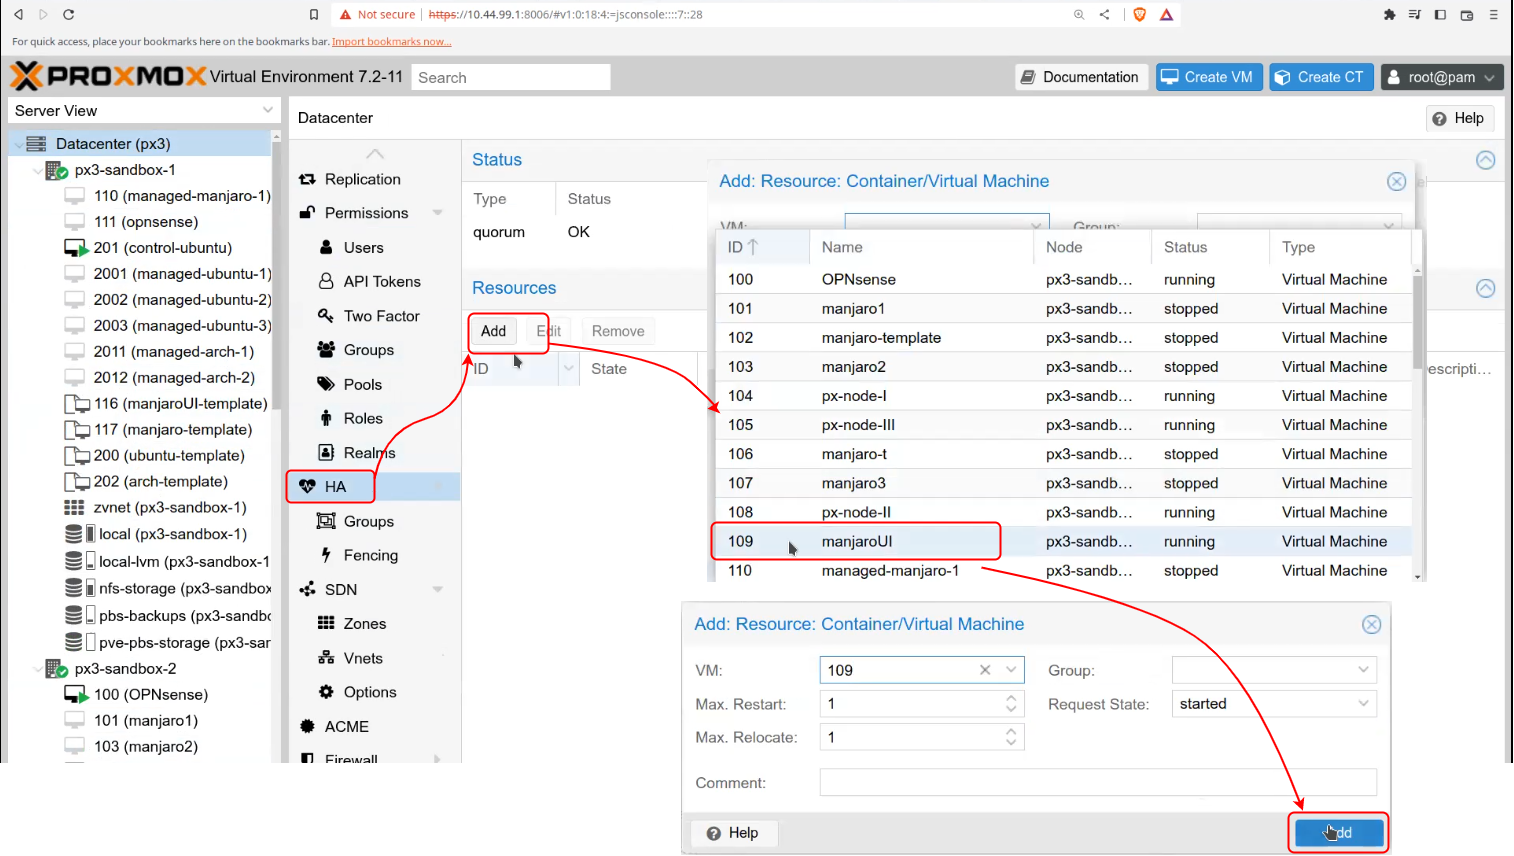 Not secure
https://10.44.99.1:8006/#v1:0:18:4:=jsconsole::::7::28
For quick access, place your bookmarks here on the bookmarks bar. Import bookmarks now...
PROXMOX Virtual Environment 7.2-11
Search
Documentation
Create VM
Create CT
root@pam
Server View
Datacenter (px3)
px3-sandbox-1
110 (managed-manjaro-1)
111 (opnsense)
201 (control-ubuntu)
2001 (managed-ubuntu-1)
2002 (managed-ubuntu-2)
2003 (managed-ubuntu-3)
2011 (managed-arch-1)
2012 (managed-arch-2)
116 (manjaroUI-template)
117 (manjaro-template)
200 (ubuntu-template)
202 (arch-template)
zvnet (px3-sandbox-1)
local (px3-sandbox-1)
local-lvm (px3-sandbox-1
nfs-storage (px3-sandbox
pbs-backups (px3-sandbo
pve-pbs-storage (px3-sar
px3-sandbox-2
100 (OPNsense)
101 (manjaro1)
103 (manjaro2)
Datacenter
Help
Replication
Permissions
Users
API Tokens
Two Factor
Groups
Pools
Roles
Realms
HA
Groups
Fencing
SDN
Zones
Vnets
Options
ACME
Firewall
Status
Type Status
quorum OK
Resources
Add Edit Remove
ID State
escripti...
Add: Resource: Container/Virtual Machine
VM: Group:
ID Name Node Status Type
100 OPNsense px3-sandb... running Virtual Machine
101 manjaro1 px3-sandb... stopped Virtual Machine
102 manjaro-template px3-sandb... stopped Virtual Machine
103 manjaro2 px3-sandb... stopped Virtual Machine
104 px-node-I px3-sandb... running Virtual Machine
105 px-node-III px3-sandb... running Virtual Machine
106 manjaro-t px3-sandb... stopped Virtual Machine
107 manjaro3 px3-sandb... stopped Virtual Machine
108 px-node-II px3-sandb... running Virtual Machine
109 manjaroUI px3-sandb... running Virtual Machine
110 managed-manjaro-1 px3-sandb... stopped Virtual Machine
Add: Resource: Container/Virtual Machine
VM: 109 Group:
Max. Restart: 1 Request State: started
Max. Relocate: 1
Comment:
Help
Add